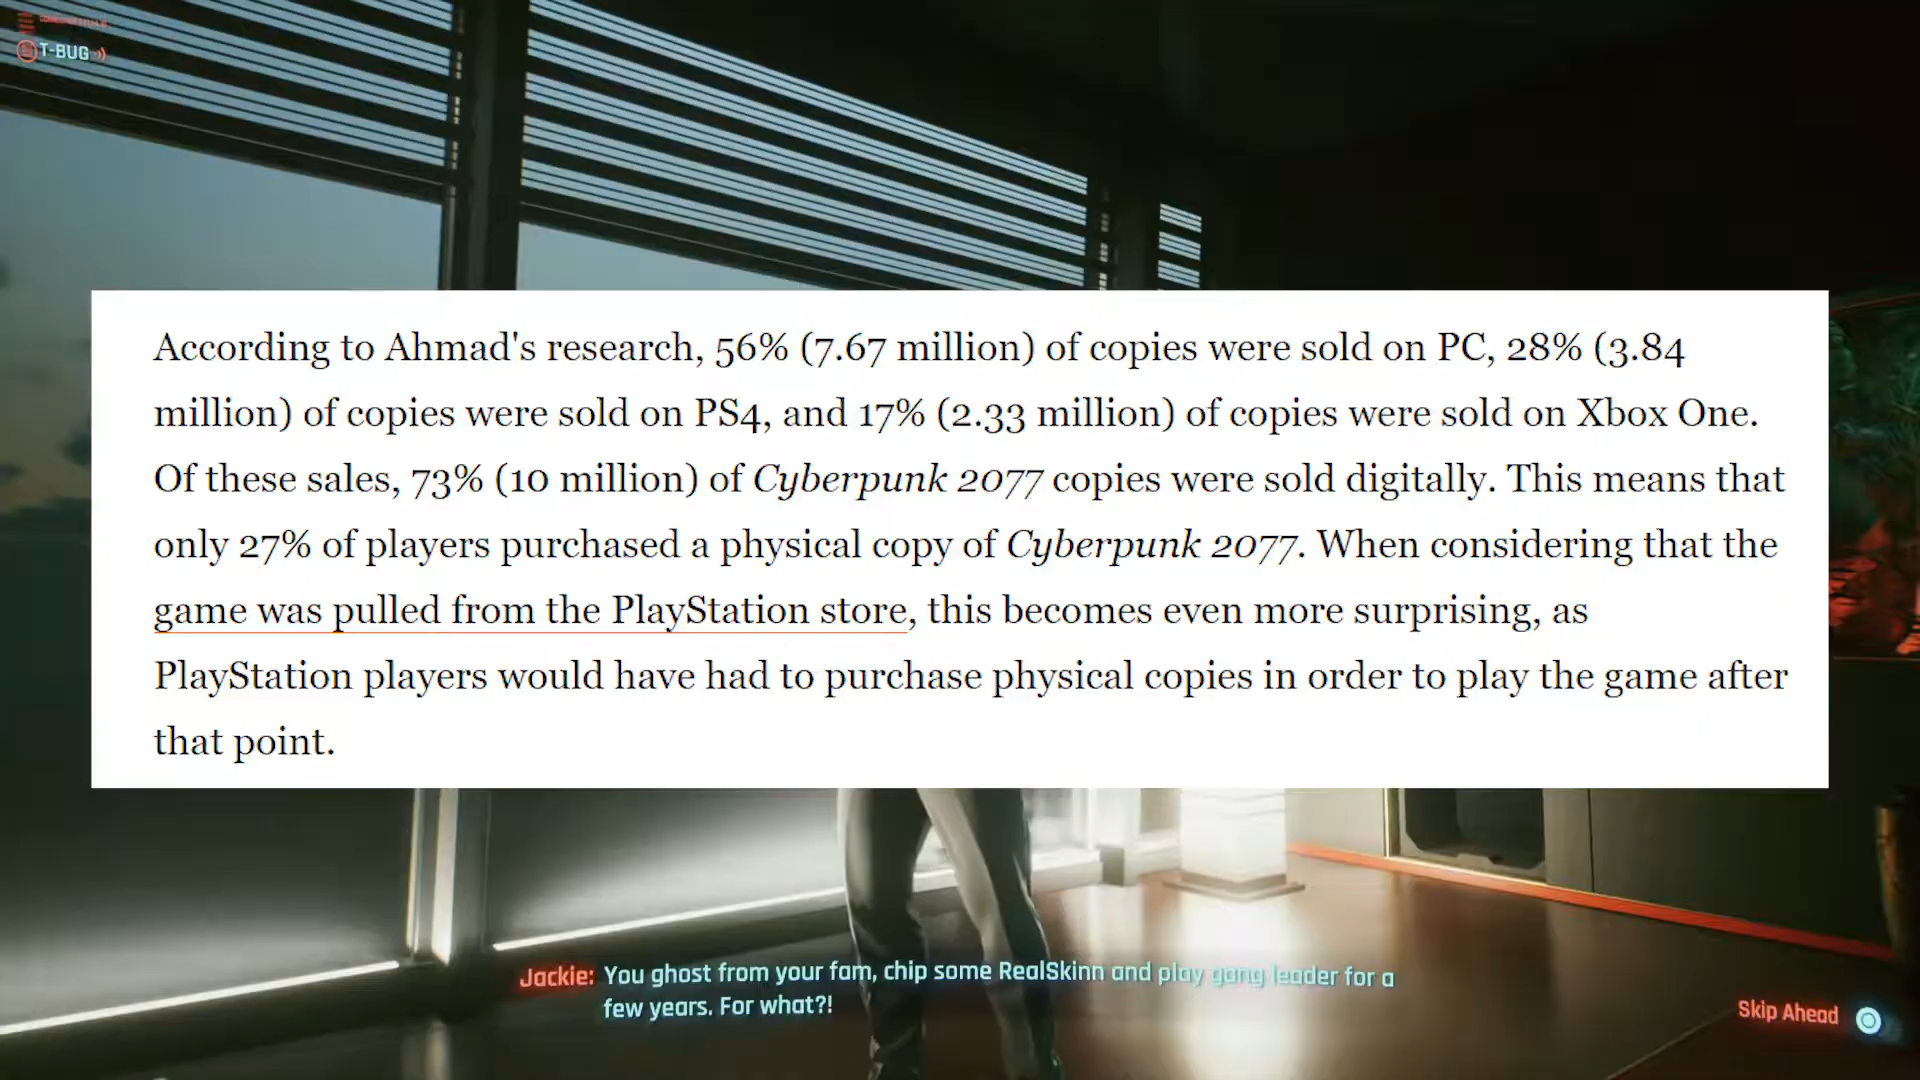 T-BUG
According to Ahmad's research, 56% (7.67 million) of copies were sold on PC, 28% (3.84
million) of copies were sold on PS4, and 17% (2.33 million) of copies were sold on Xbox One.
Of these sales, 73% (10 million) of Cyberpunk 2077 copies were sold digitally. This means that
only 27% of players purchased a physical copy of Cyberpunk 2077. When considering that the
game was pulled from the PlayStation store, this becomes even more surprising, as
PlayStation players would have had to purchase physical copies in order to play the game after
that point.
Jackie: You ghost from your fam, chip some RealSkinn and play gang leader for a
few years. For what?!
Skip Ahead